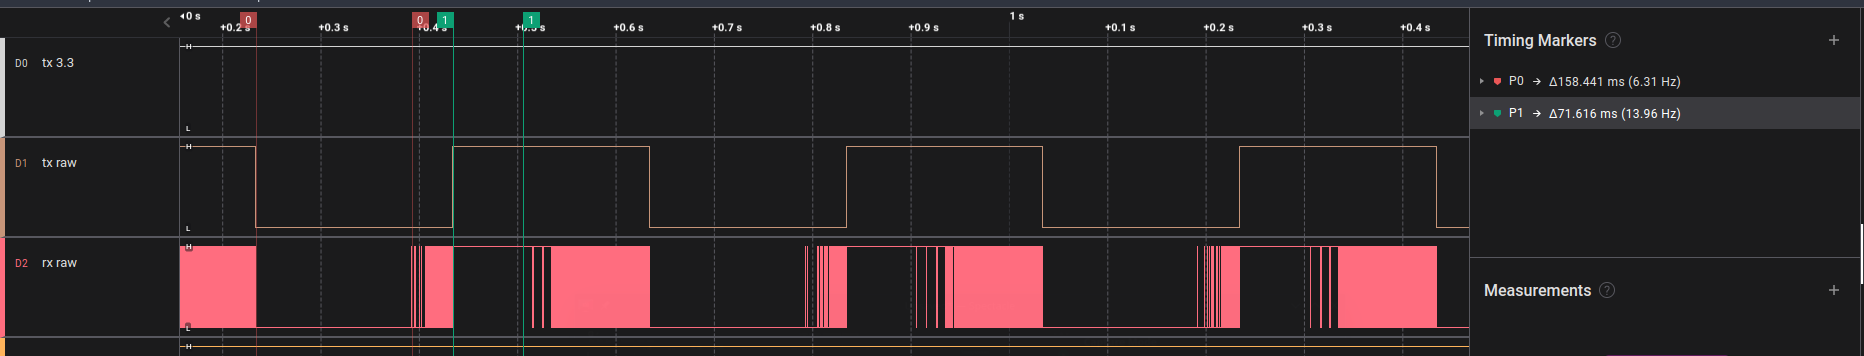 0 s
0 0 1 1
1 s
+0.2 s +0.3 s +0.4 s +0.5 s +0.6 s +0.7 s +0.8 s +0.9 s +0.1 s +0.2 s +0.3 s +0.4 s
D0 tx 3.3
H
L
D1 tx raw
H
L
D2 rx raw
H
L
H
Timing Markers ? +
P0 → Δ158.441 ms (6.31 Hz)
P1 → Δ71.616 ms (13.96 Hz)
Measurements ? +